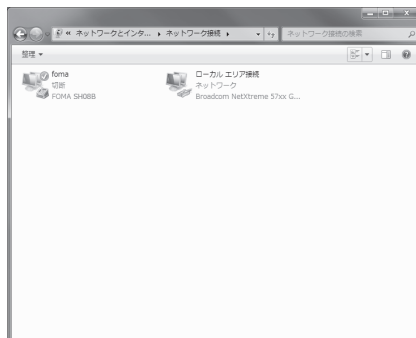 « ネットワークとインタ... ▸ ネットワーク接続 ▸ ネットワーク接続の検索
整理 ▼
foma
切断
FOMA SH08B
ローカル エリア接続
ネットワーク
Broadcom NetXtreme 57xx G...